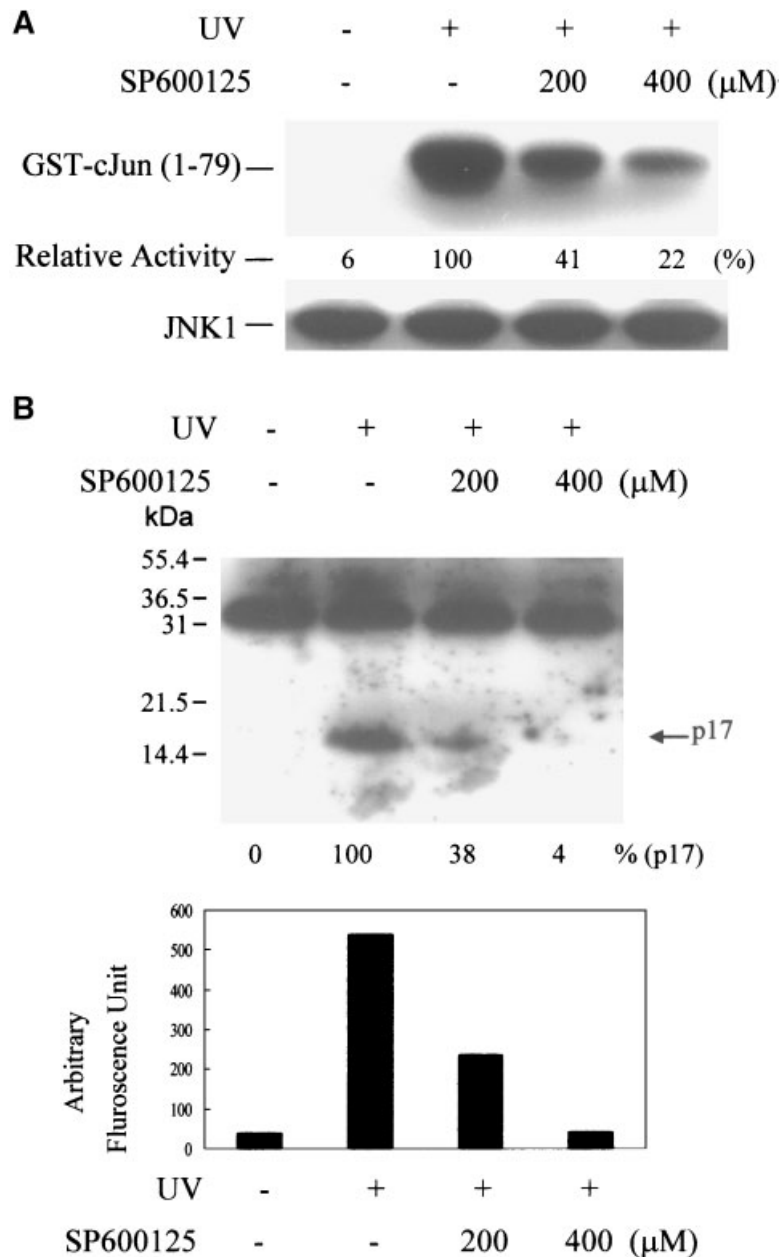 A
UV - + + +
SP600125 - - 200 400 (μM)
GST-cJun (1-79) —
Relative Activity — 6 100 41 22 (%)
JNK1 —
B
UV - + + +
SP600125 - - 200 400 (μM)
kDa
55.4 –
36.5 –
31 –
21.5 –
14.4 –
← p17
0 100 38 4 % (p17)
600
500
400
300
200
100
0
Arbitrary
Fluroscence Unit
UV - + + +
SP600125 - - 200 400 (μM)